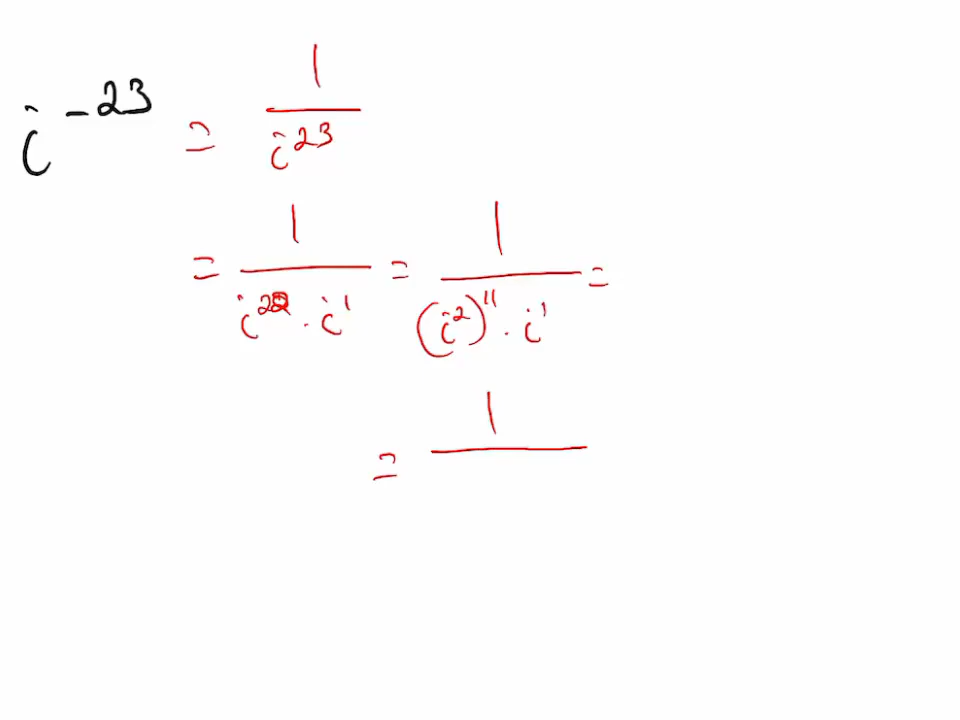 i^-23 = 1/i^23
= 1/(i^22 · i^1) = 1/((i^2)^11 · i^1) =
= 1/